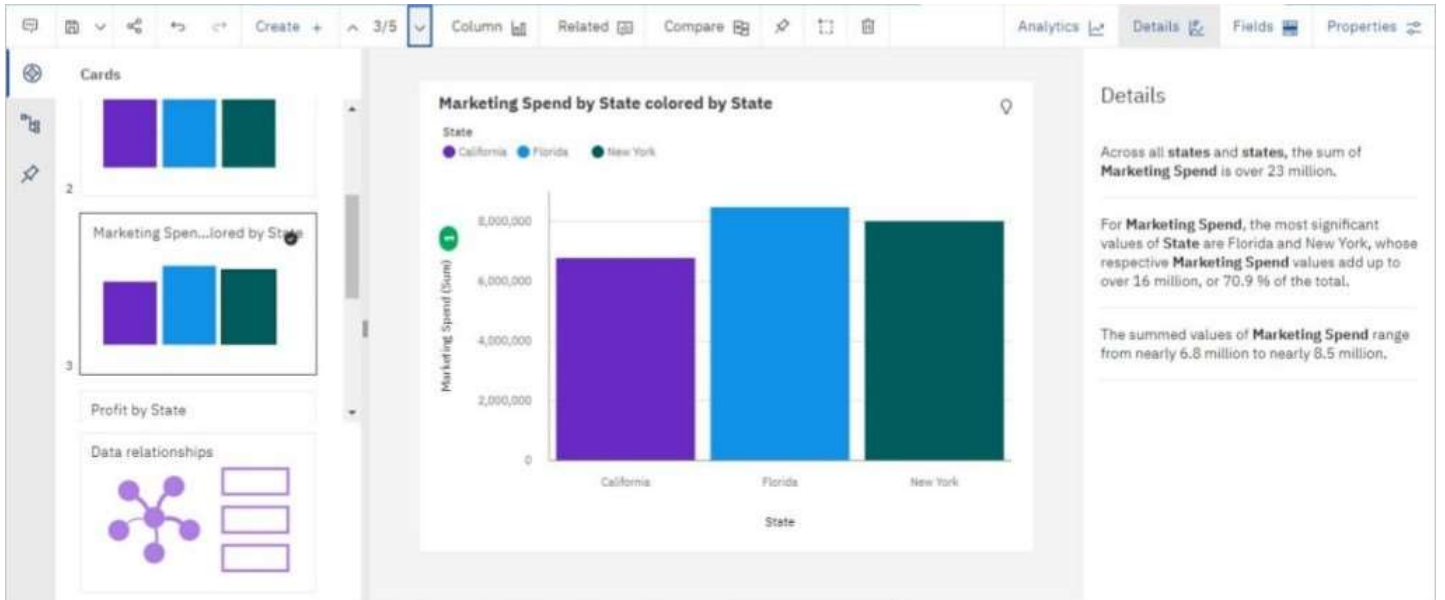 Create + 3/5 Column Related Compare Analytics Details Fields Properties
Cards
2
Marketing Spen...lored by State
3
Profit by State
Data relationships
Marketing Spend by State colored by State
State
California Florida New York
Marketing Spend (Sum) 1
8,000,000
6,000,000
4,000,000
2,000,000
0
California Florida New York
State
Details
Across all states and states, the sum of
Marketing Spend is over 23 million.
For Marketing Spend, the most significant
values of State are Florida and New York, whose
respective Marketing Spend values add up to
over 16 million, or 70.9 % of the total.
The summed values of Marketing Spend range
from nearly 6.8 million to nearly 8.5 million.